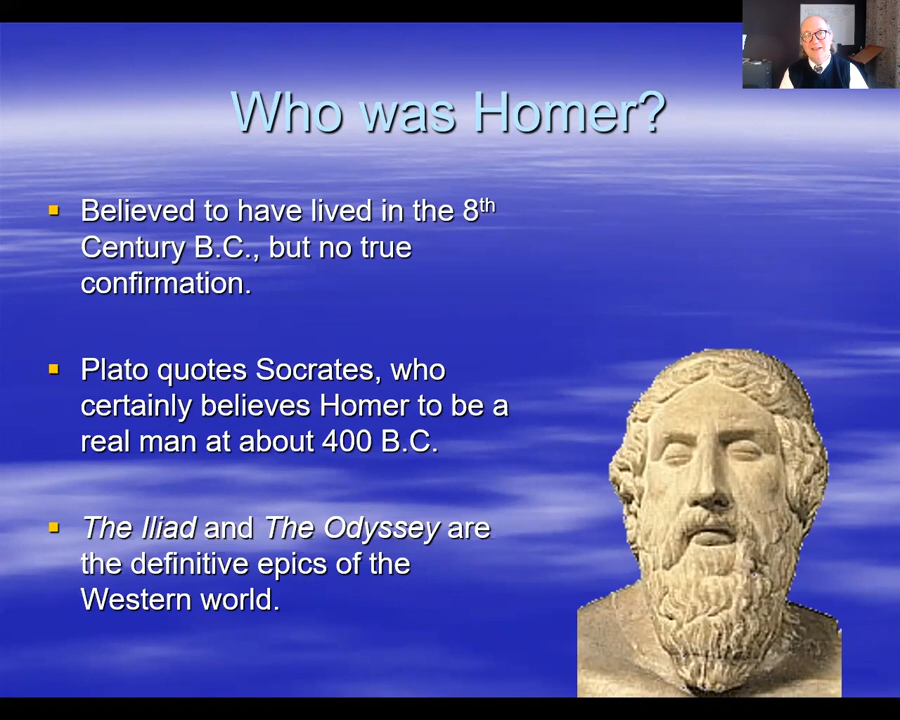 Who was Homer?
Believed to have lived in the 8th
Century B.C., but no true
confirmation.
Plato quotes Socrates, who
certainly believes Homer to be a
real man at about 400 B.C.
The Iliad and The Odyssey are
the definitive epics of the
Western world.